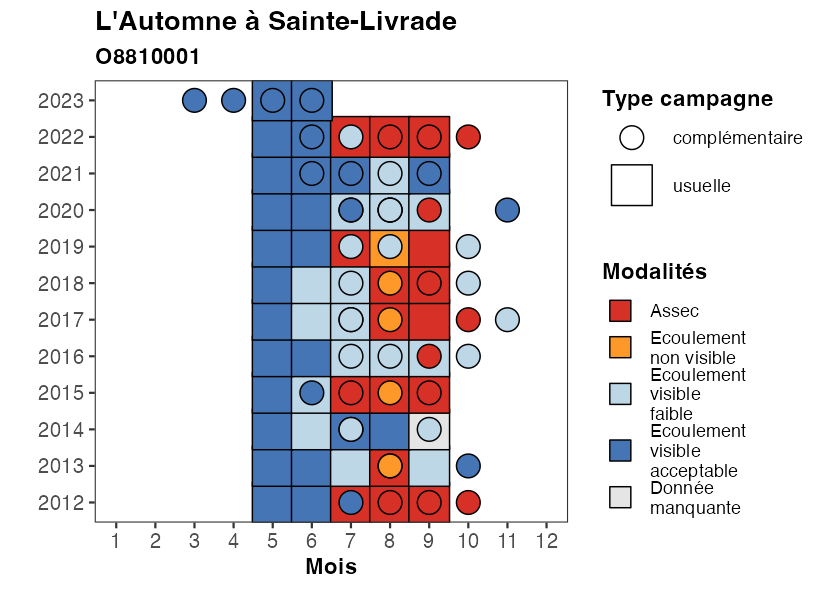 L'Automne à Sainte-Livrade
O8810001
2023
2022
2021
2020
2019
2018
2017
2016
2015
2014
2013
2012
1 2 3 4 5 6 7 8 9 10 11 12
Mois
Type campagne
complémentaire
usuelle
Modalités
Assec
Ecoulement
non visible
Ecoulement
visible
faible
Ecoulement
visible
acceptable
Donnée
manquante